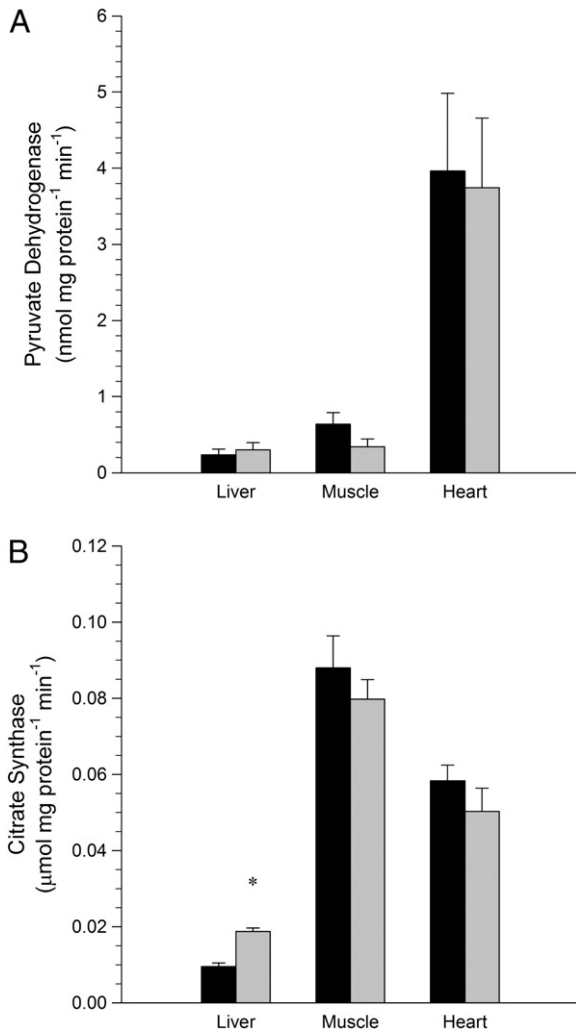 A
Pyruvate Dehydrogenase
(nmol mg protein⁻¹ min⁻¹)
6
5
4
3
2
1
0
Liver Muscle Heart
B
Citrate Synthase
(μmol mg protein⁻¹ min⁻¹)
0.12
0.10
0.08
0.06
0.04
0.02
0.00
*
Liver Muscle Heart